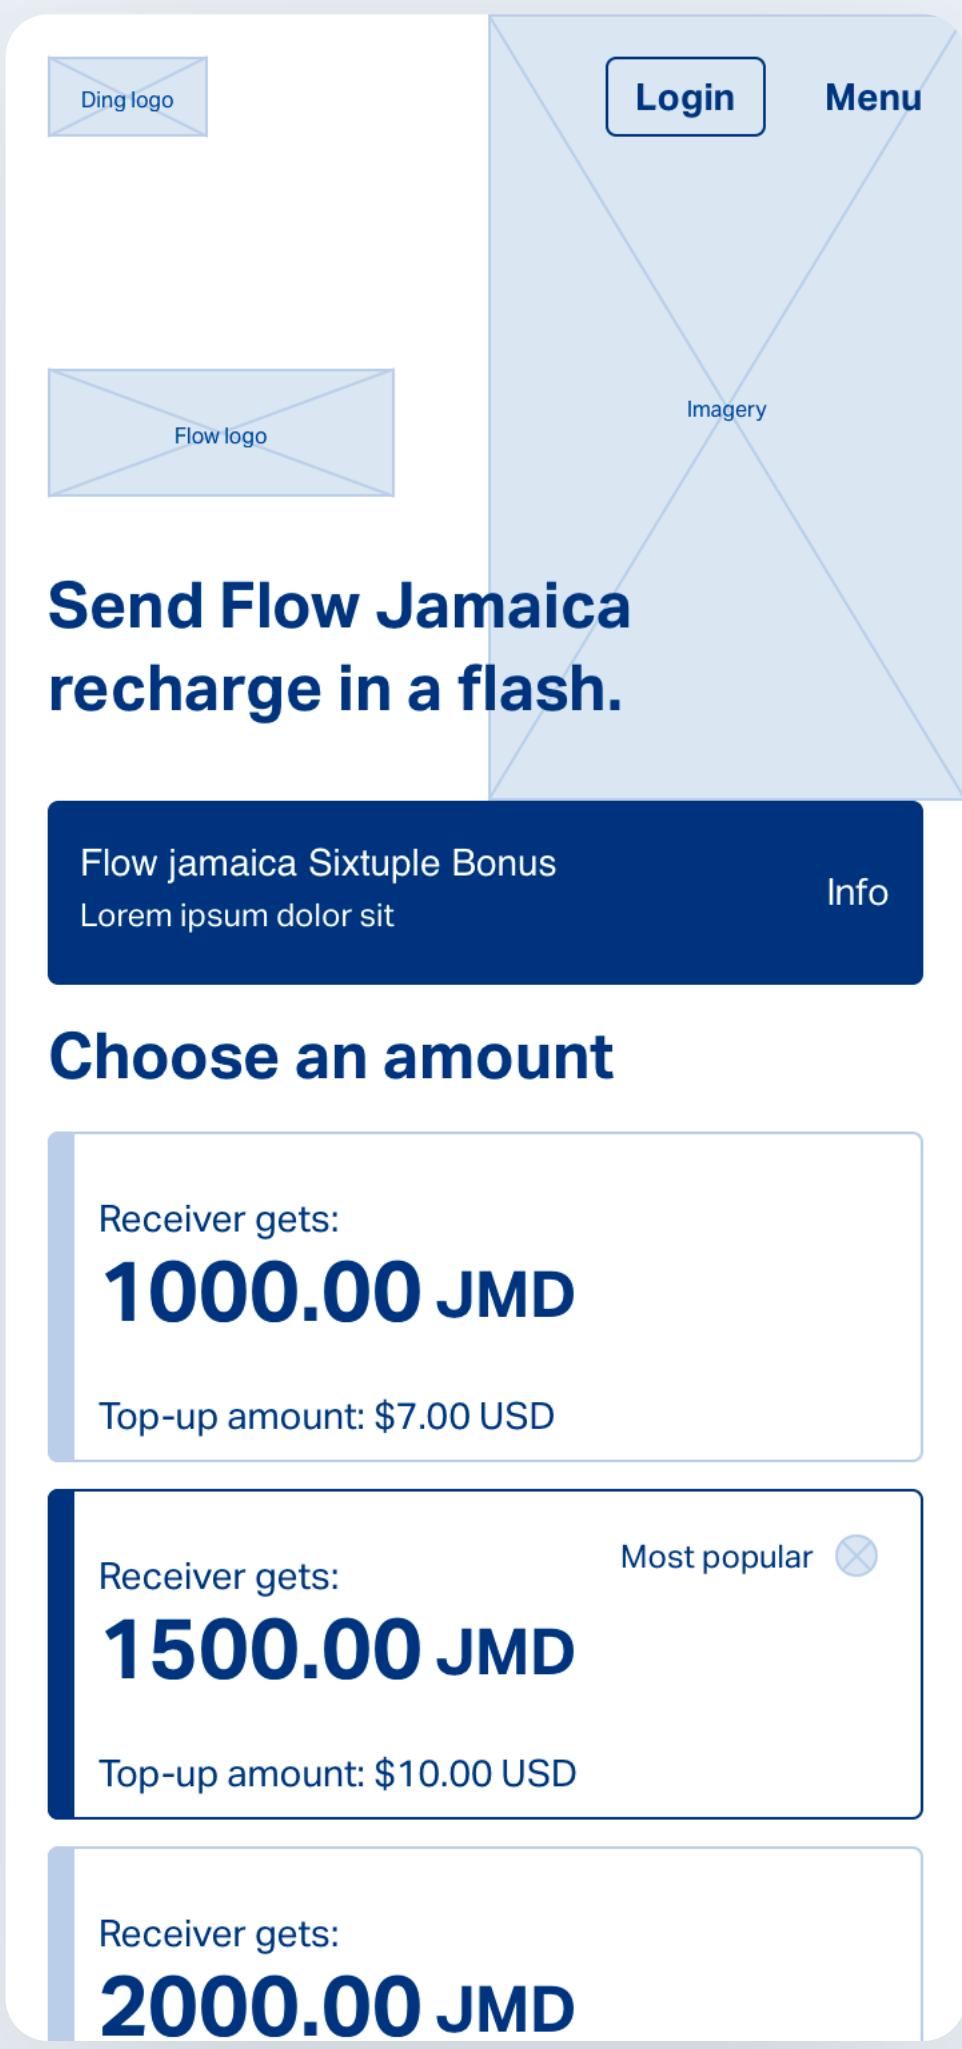 Ding logo
Login
Menu
Imagery
Flow logo
Send Flow Jamaica
recharge in a flash.
Flow jamaica Sixtuple Bonus
Lorem ipsum dolor sit
Info
Choose an amount
Receiver gets:
1000.00 JMD
Top-up amount: $7.00 USD
Most popular
Receiver gets:
1500.00 JMD
Top-up amount: $10.00 USD
Receiver gets:
2000.00 JMD